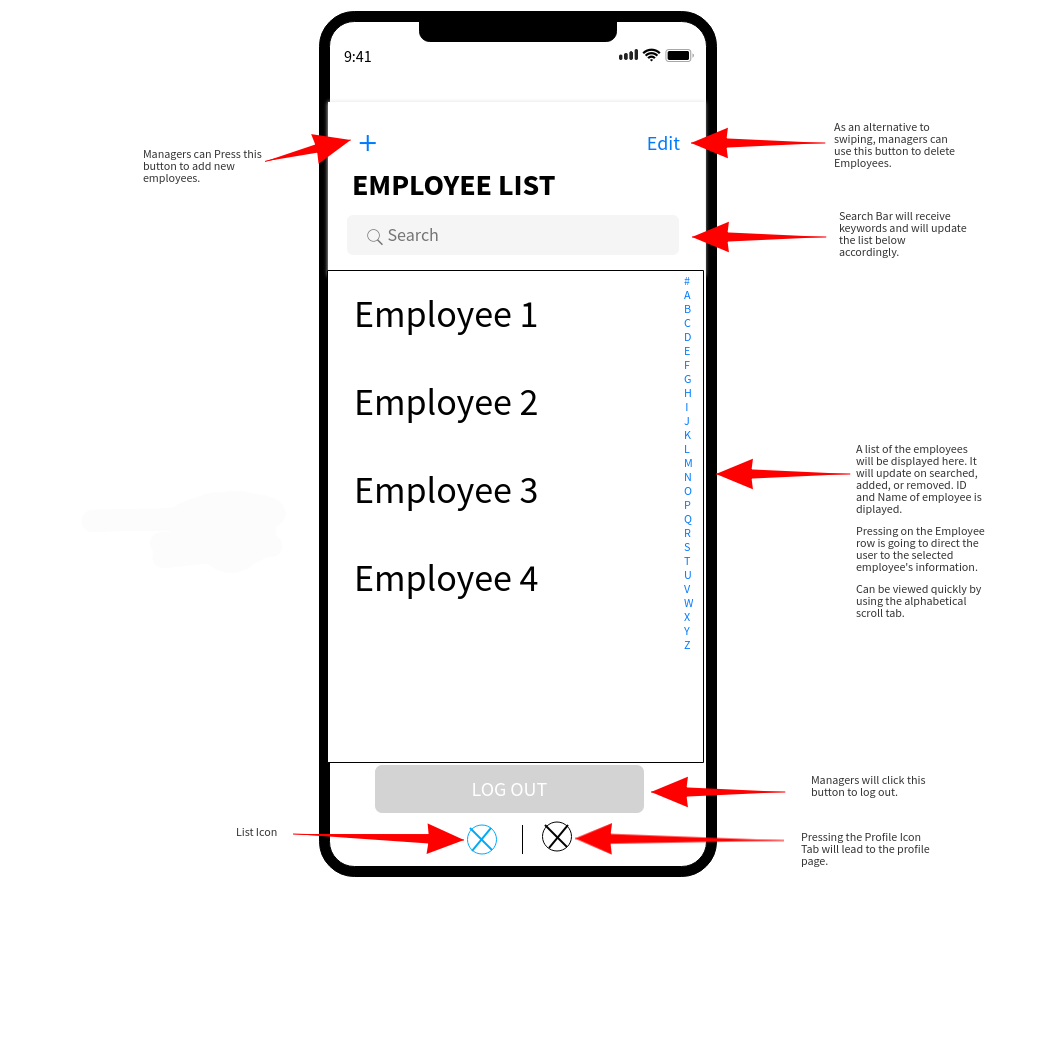 9:41
+
Edit
Managers can Press this
button to add new
employees.
As an alternative to
swiping, managers can
use this button to delete
Employees.
EMPLOYEE LIST
Search
Search Bar will receive
keywords and will update
the list below
accordingly.
Employee 1
Employee 2
Employee 3
Employee 4
#
A
B
C
D
E
F
G
H
I
J
K
L
M
N
O
P
Q
R
S
T
U
V
W
X
Y
Z
A list of the employees
will be displayed here. It
will update on searched,
added, or removed. ID
and Name of employee is
diplayed.
Pressing on the Employee
row is going to direct the
user to the selected
employee's information.
Can be viewed quickly by
using the alphabetical
scroll tab.
LOG OUT
Managers will click this
button to log out.
List Icon
Pressing the Profile Icon
Tab will lead to the profile
page.